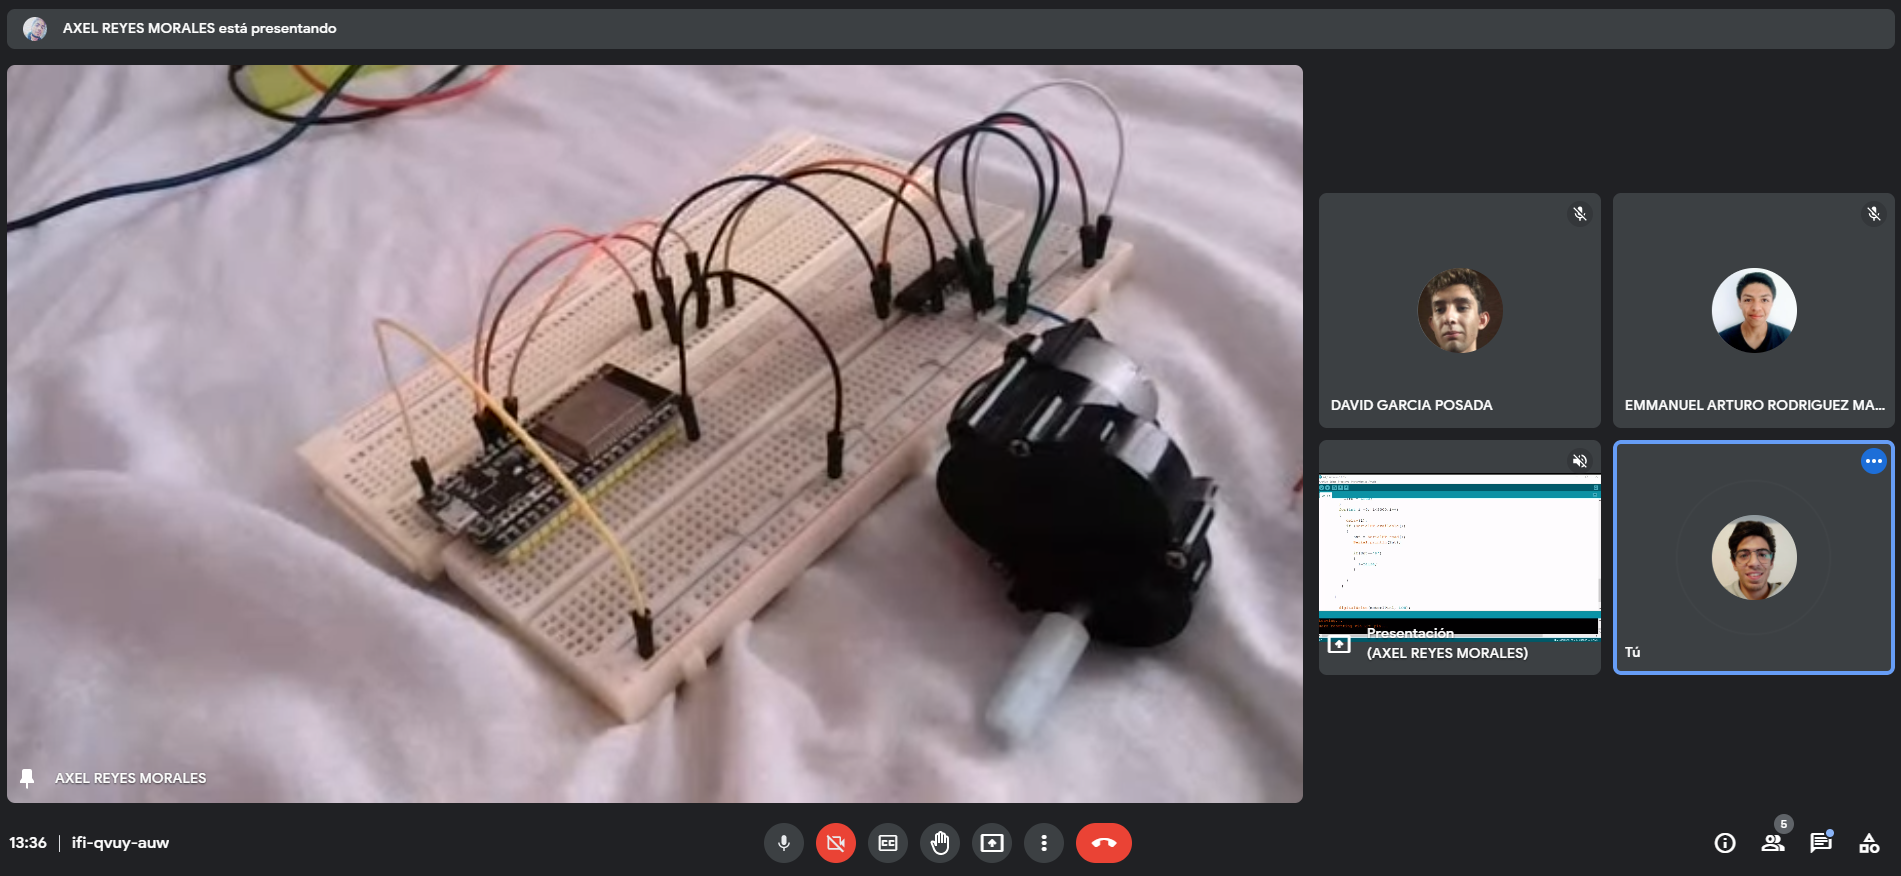 AXEL REYES MORALES está presentando
AXEL REYES MORALES
DAVID GARCIA POSADA
EMMANUEL ARTURO RODRIGUEZ MA...
Presentación
(AXEL REYES MORALES)
Tú
13:36 | ifi-qvuy-auw
CC
5